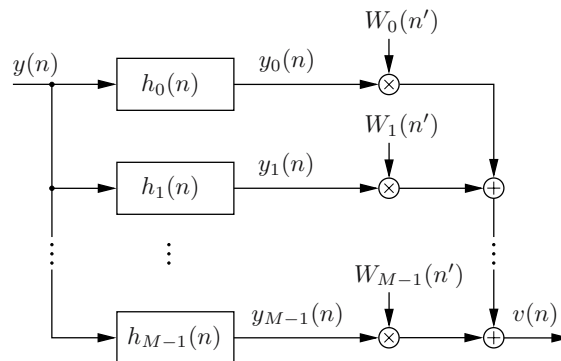 W_0(n')
y(n)
h_0(n)
y_0(n)
W_1(n')
h_1(n)
y_1(n)
W_{M-1}(n')
h_{M-1}(n)
y_{M-1}(n)
v(n)